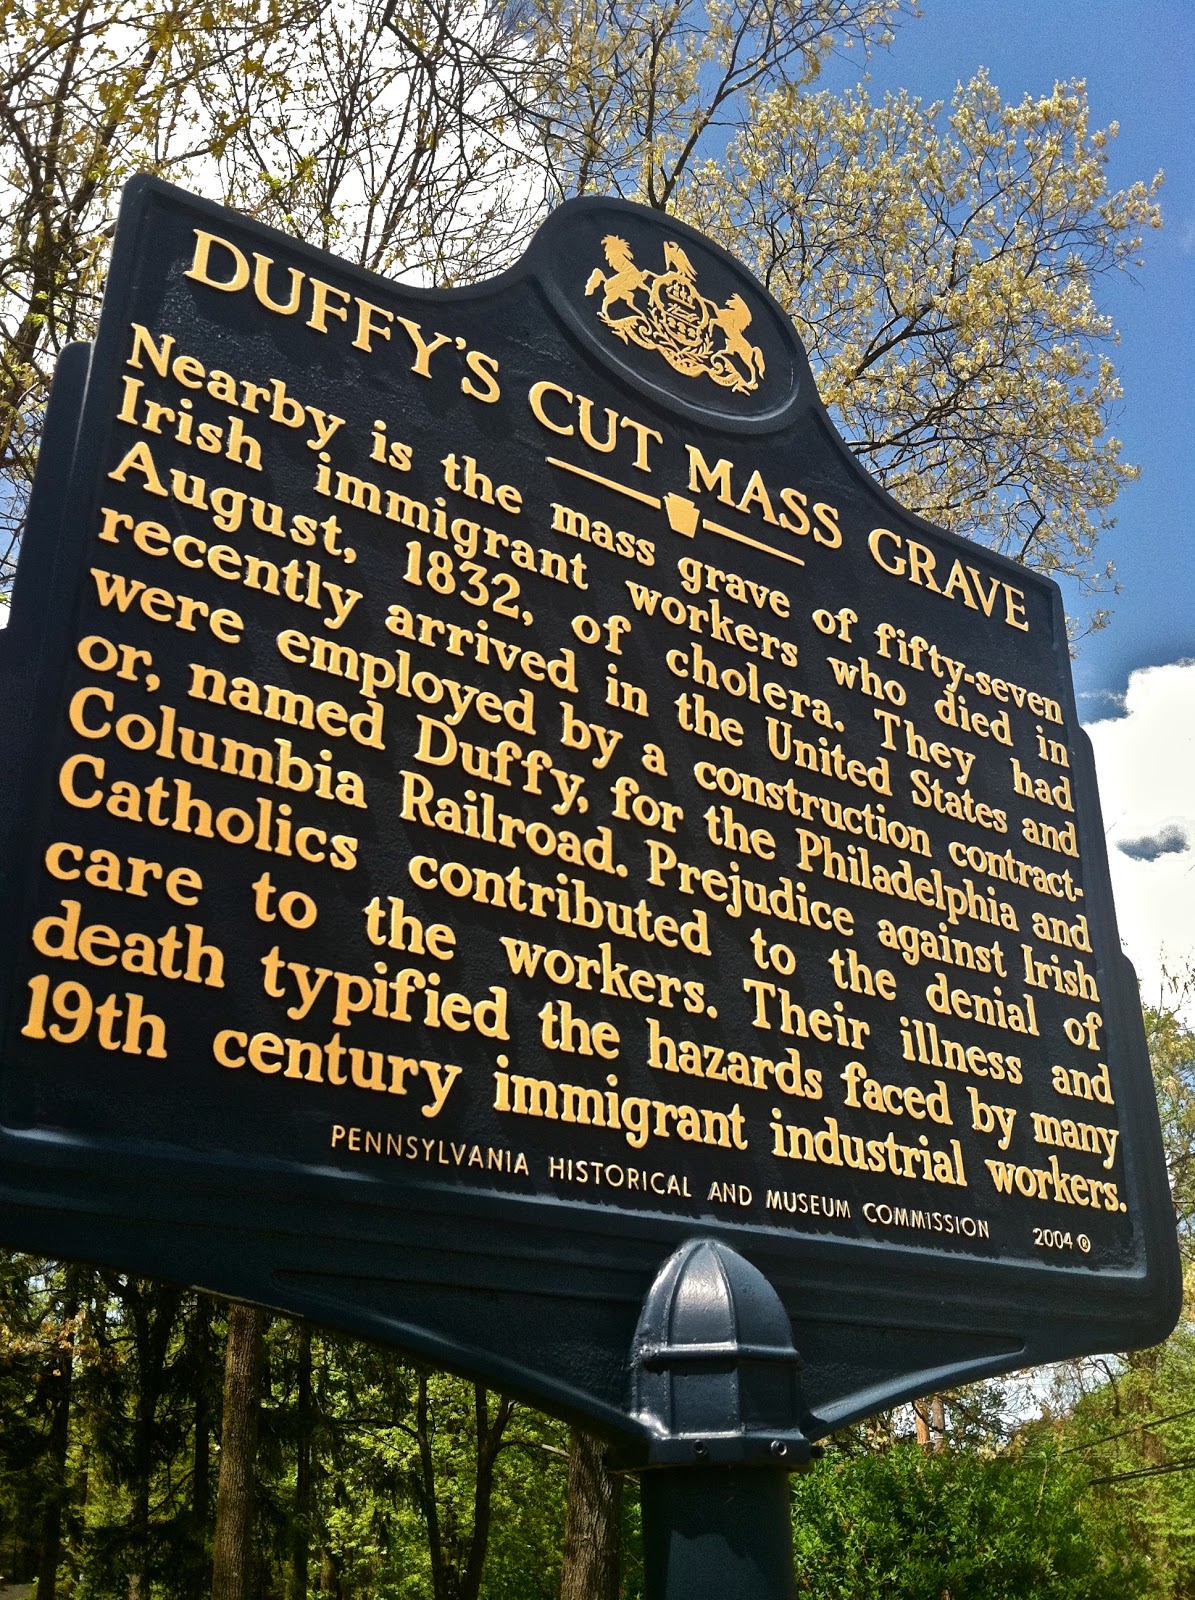 DUFFY'S CUT MASS GRAVE
Nearby is the mass grave of fifty-seven
Irish immigrant workers who died in
August, 1832, of cholera. They had
recently arrived in the United States and
were employed by a construction contract-
or, named Duffy, for the Philadelphia and
Columbia Railroad. Prejudice against Irish
Catholics contributed to the denial of
care to the workers. Their illness and
death typified the hazards faced by many
19th century immigrant industrial workers.
PENNSYLVANIA HISTORICAL AND MUSEUM COMMISSION 2004 ®